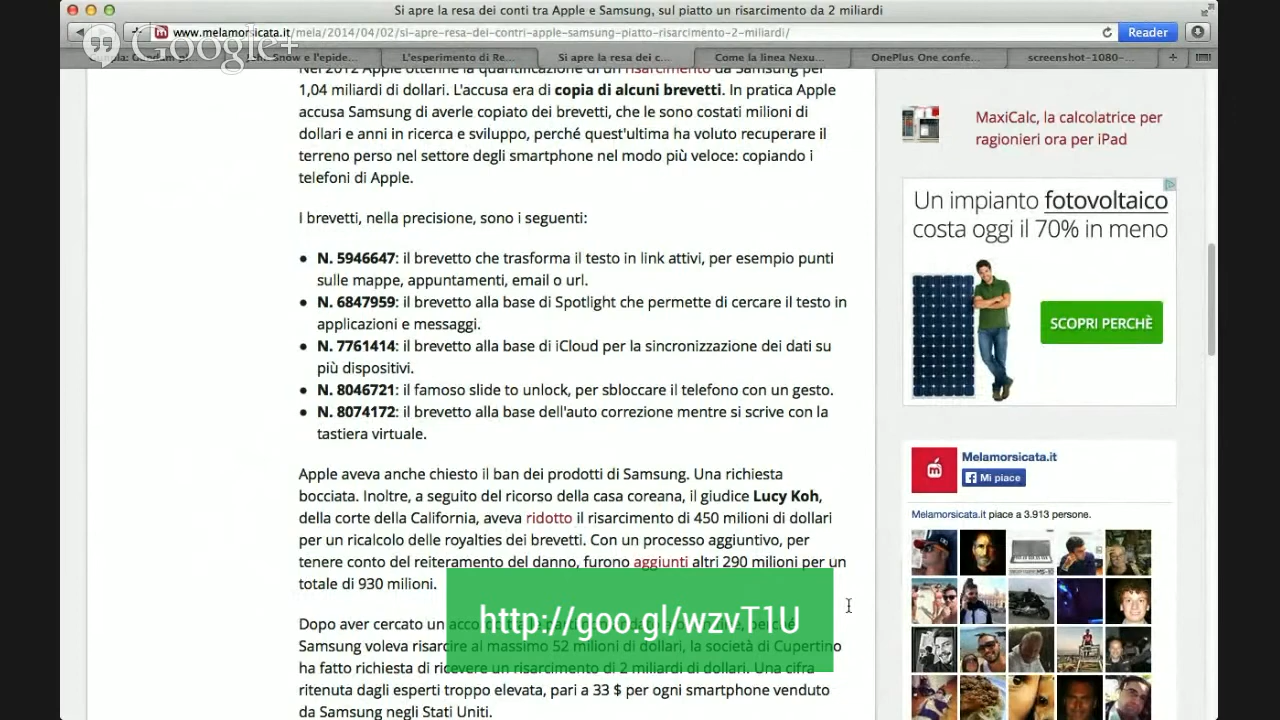 Si apre la resa dei conti tra Apple e Samsung, sul piatto un risarcimento da 2 miliardi
www.melamorsicata.it/mela/2014/04/02/si-apre-resa-dei-contri-apple-samsung-piatto-risarcimento-2-miliardi/
Reader
Google+
L'esperimento di Re...
Si apre la resa dei c...
Come la linea Nexu...
OnePlus One confe...
screenshot-1080-...
Nel 2012 Apple ottenne la quantificazione di un risarcimento da Samsung per
1,04 miliardi di dollari. L'accusa era di copia di alcuni brevetti. In pratica Apple
accusa Samsung di averle copiato dei brevetti, che le sono costati milioni di
dollari e anni in ricerca e sviluppo, perché quest'ultima ha voluto recuperare il
terreno perso nel settore degli smartphone nel modo più veloce: copiando i
telefoni di Apple.
I brevetti, nella precisione, sono i seguenti:
N. 5946647: il brevetto che trasforma il testo in link attivi, per esempio punti
sulle mappe, appuntamenti, email o url.
N. 6847959: il brevetto alla base di Spotlight che permette di cercare il testo in
applicazioni e messaggi.
N. 7761414: il brevetto alla base di iCloud per la sincronizzazione dei dati su
più dispositivi.
N. 8046721: il famoso slide to unlock, per sbloccare il telefono con un gesto.
N. 8074172: il brevetto alla base dell'auto correzione mentre si scrive con la
tastiera virtuale.
Apple aveva anche chiesto il ban dei prodotti di Samsung. Una richiesta
bocciata. Inoltre, a seguito del ricorso della casa coreana, il giudice Lucy Koh,
della corte della California, aveva ridotto il risarcimento di 450 milioni di dollari
per un ricalcolo delle royalties dei brevetti. Con un processo aggiuntivo, per
tenere conto del reiteramento del danno, furono aggiunti altri 290 milioni per un
totale di 930 milioni.
Dopo aver cercato un perché
Samsung voleva risarcire al massimo 52 milioni di dollari, la società di Cupertino
ha fatto richiesta di ricevere un risarcimento di 2 miliardi di dollari. Una cifra
ritenuta dagli esperti troppo elevata, pari a 33 $ per ogni smartphone venduto
da Samsung negli Stati Uniti.
http://goo.gl/wzvT1U
MaxiCalc, la calcolatrice per
ragionieri ora per iPad
Un impianto fotovoltaico
costa oggi il 70% in meno
SCOPRI PERCHÈ
Melamorsicata.it
Mi piace
Melamorsicata.it piace a 3.913 persone.